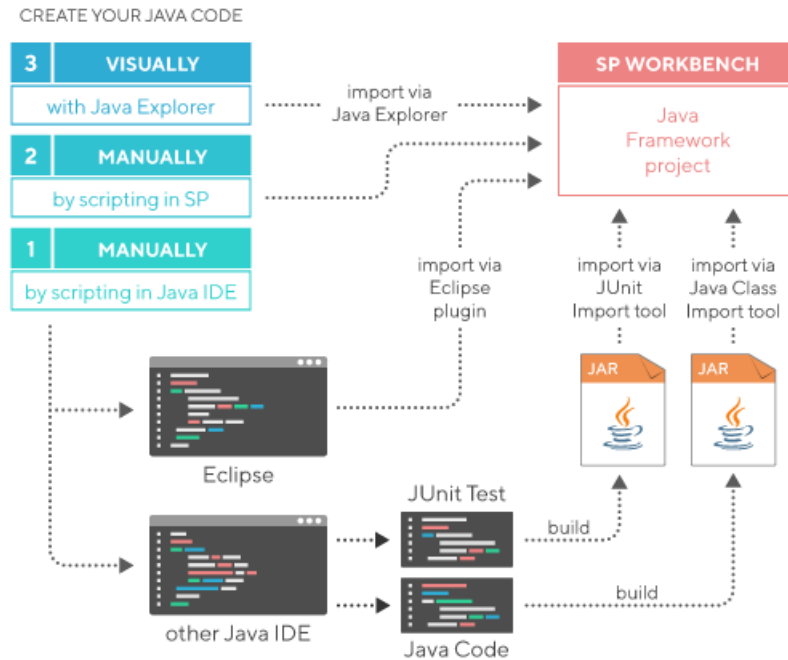 CREATE YOUR JAVA CODE
3 VISUALLY
with Java Explorer
2 MANUALLY
by scripting in SP
1 MANUALLY
by scripting in Java IDE
import via
Java Explorer
SP WORKBENCH
Java
Framework
project
import via
Eclipse
plugin
import via
JUnit
Import tool
import via
Java Class
Import tool
JAR
JAR
Eclipse
JUnit Test
build
other Java IDE
Java Code
build